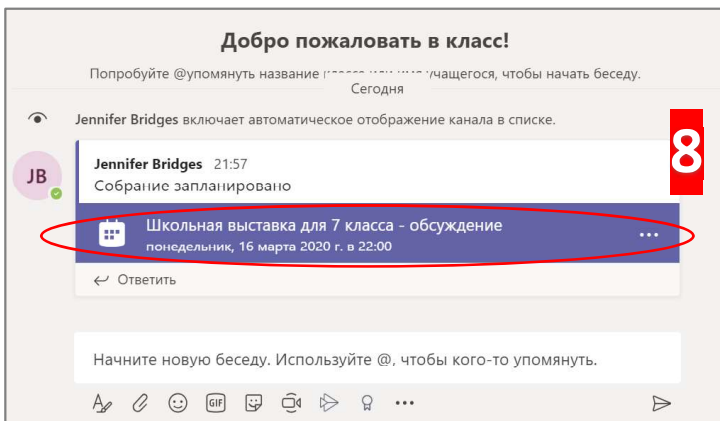 Добро пожаловать в класс!
Попробуйте @упомянуть название учащегося, чтобы начать беседу.
Сегодня
Jennifer Bridges включает автоматическое отображение канала в списке.
8
JB
Jennifer Bridges 21:57
Собрание запланировано
Школьная выставка для 7 класса - обсуждение
понедельник, 16 марта 2020 г. в 22:00
Ответить
Начните новую беседу. Используйте @, чтобы кого-то упомянуть.
GIF